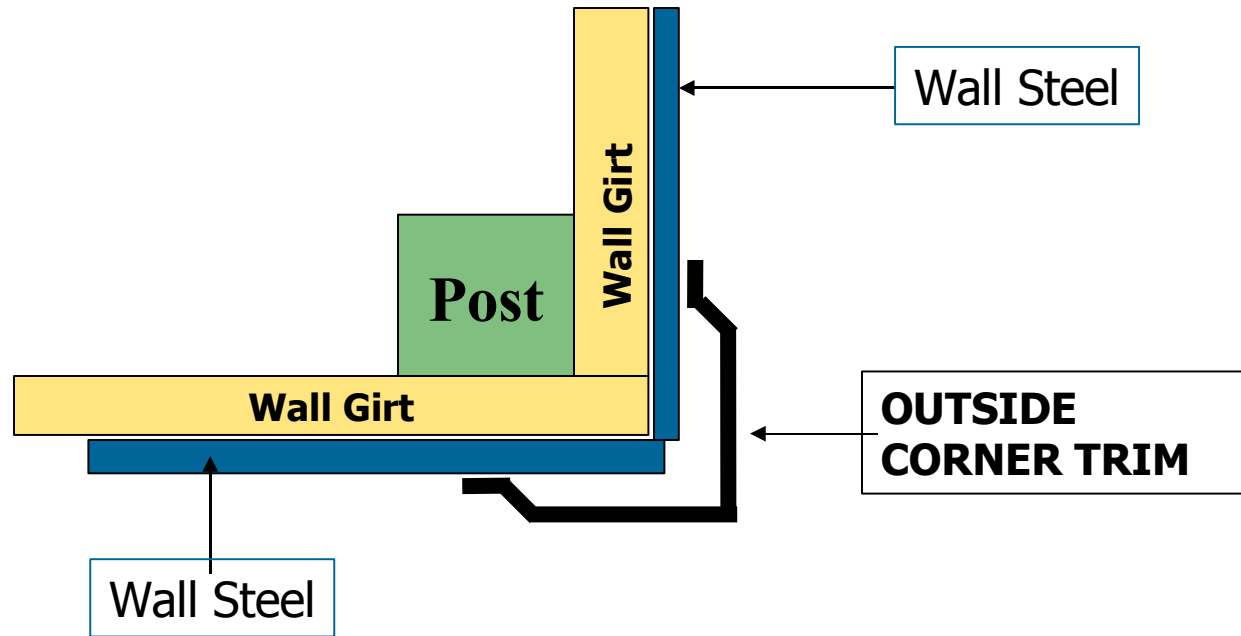 Wall Steel
Wall Girt
Post
Wall Girt
OUTSIDE
CORNER TRIM
Wall Steel